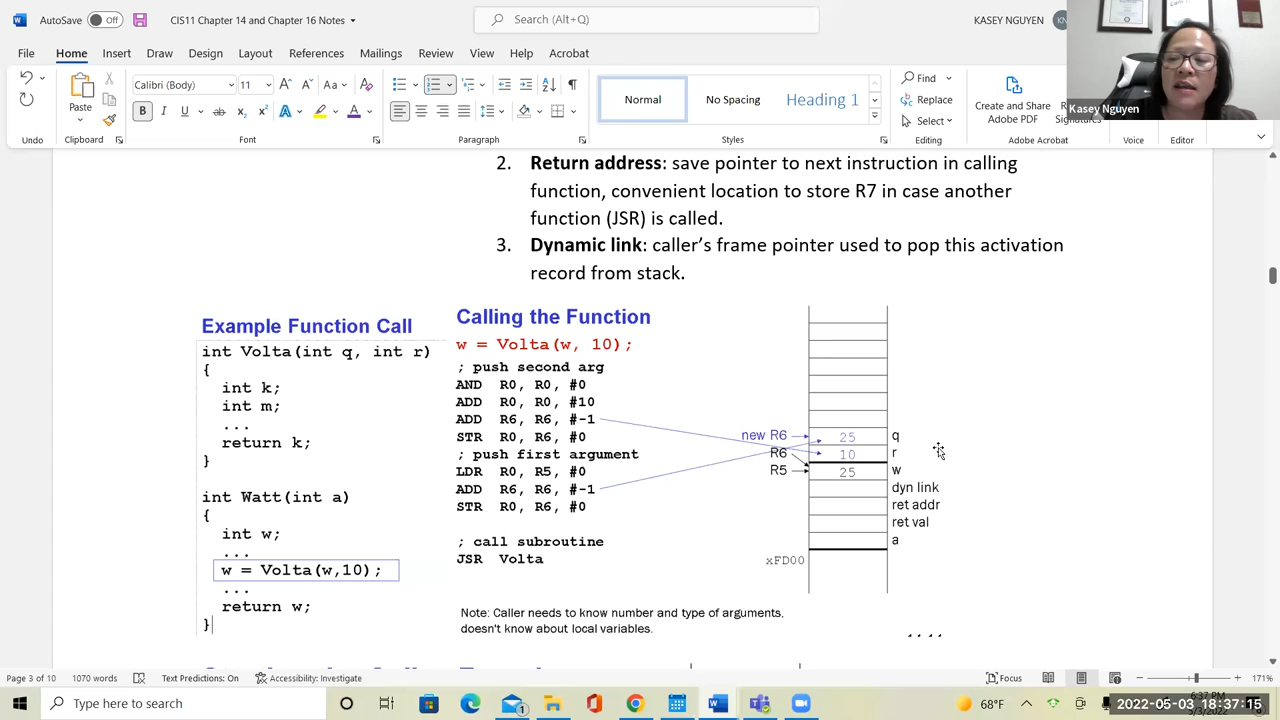 AutoSave Off CIS11 Chapter 14 and Chapter 16 Notes Search (Alt+Q) KASEY NGUYEN KN
File Home Insert Draw Design Layout References Mailings Review View Help Acrobat
Calibri (Body) 11 Normal No Spacing Heading 1 Find
Paste Replace Create and Share
Select Adobe PDF Signatures
Kasey Nguyen
Undo Clipboard Font Paragraph Styles Editing Adobe Acrobat Voice Editor
2. Return address: save pointer to next instruction in calling
function, convenient location to store R7 in case another
function (JSR) is called.
3. Dynamic link: caller's frame pointer used to pop this activation
record from stack.
Example Function Call
int Volta(int q, int r)
{
int k;
int m;
...
return k;
}
int Watt(int a)
{
int w;
...
w = Volta(w,10);
...
return w;
}
Calling the Function
w = Volta(w, 10);
; push second arg
AND R0, R0, #0
ADD R0, R0, #10
ADD R6, R6, #-1
STR R0, R6, #0
; push first argument
LDR R0, R5, #0
ADD R6, R6, #-1
STR R0, R6, #0
; call subroutine
JSR Volta
new R6 25 q
R6 10 r
R5 25 w
dyn link
ret addr
ret val
a
xFD00
Note: Caller needs to know number and type of arguments,
doesn't know about local variables.
Page 3 of 10 1070 words Text Predictions: On Accessibility: Investigate Focus 171%
Type here to search 1 68°F 6:37 PM
2022-05-03 18:37:15